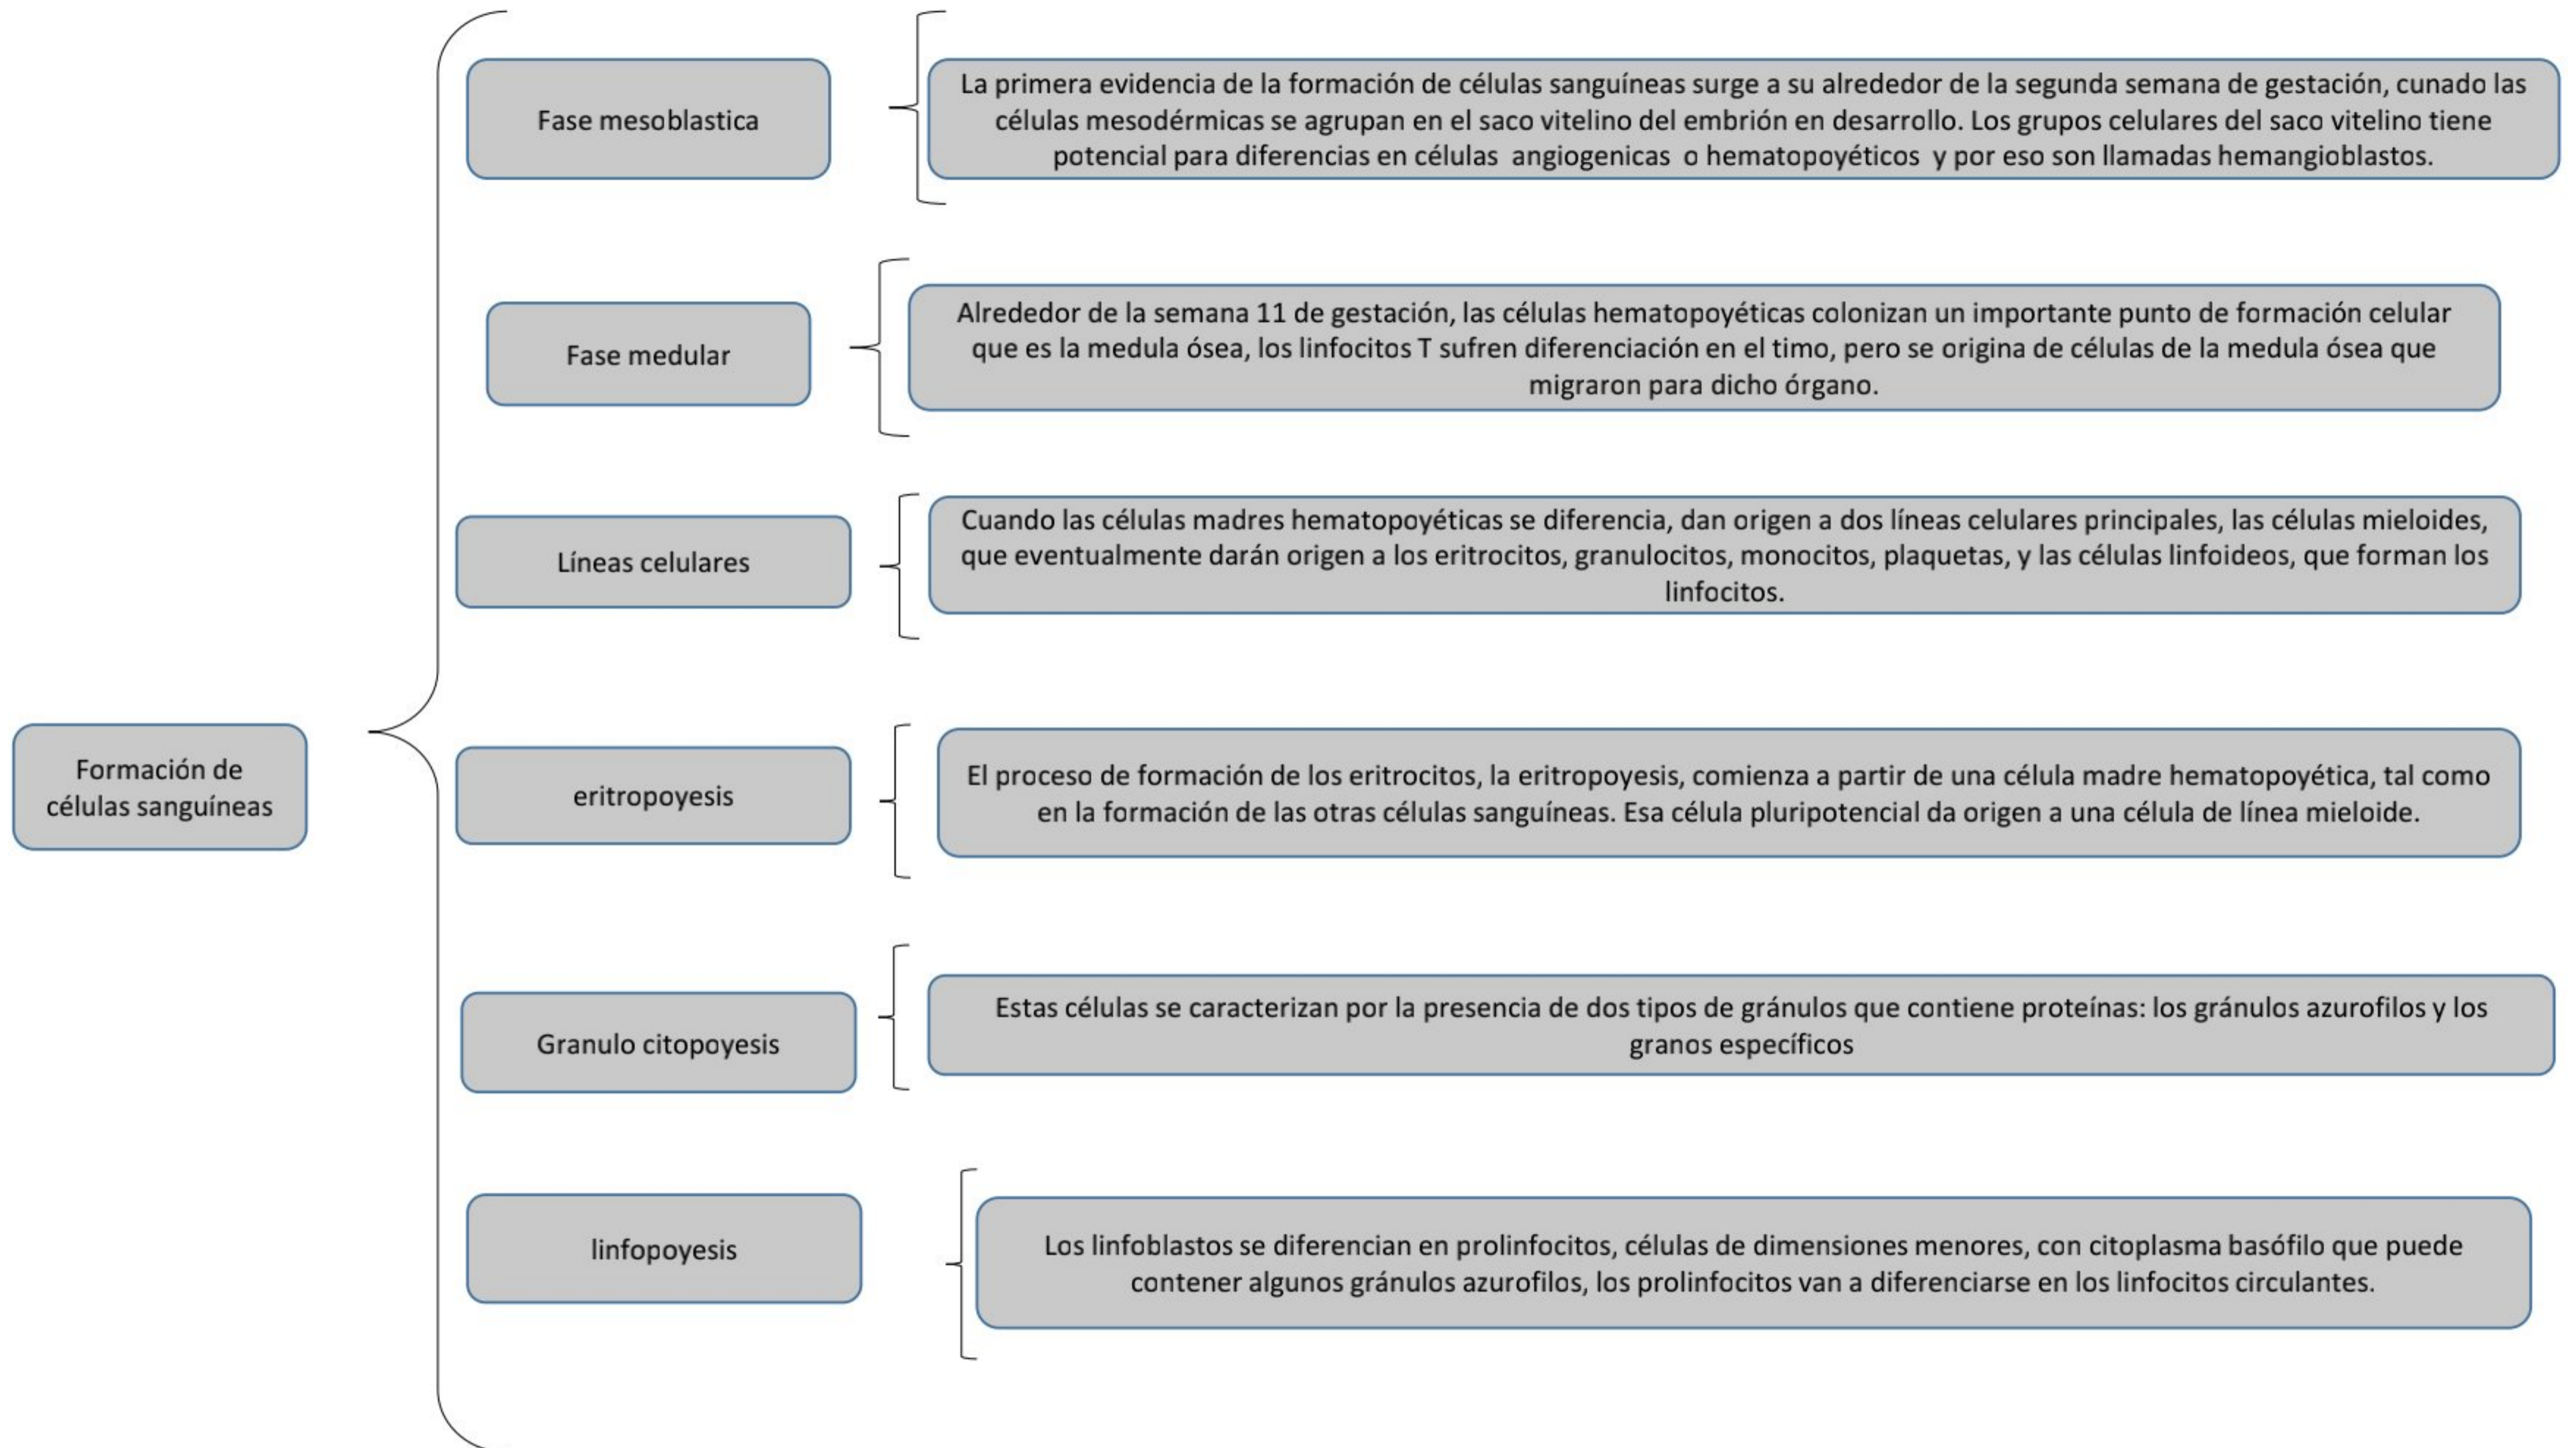 Fase mesoblastica
La primera evidencia de la formación de células sanguíneas surge a su alrededor de la segunda semana de gestación, cunado las
células mesodérmicas se agrupan en el saco vitelino del embrión en desarrollo. Los grupos celulares del saco vitelino tiene
potencial para diferencias en células angiogenicas o hematopoyéticos y por eso son llamadas hemangioblastos.
Fase medular
Alrededor de la semana 11 de gestación, las células hematopoyéticas colonizan un importante punto de formación celular
que es la medula ósea, los linfocitos T sufren diferenciación en el timo, pero se origina de células de la medula ósea que
migraron para dicho órgano.
Líneas celulares
Cuando las células madres hematopoyéticas se diferencia, dan origen a dos líneas celulares principales, las células mieloides,
que eventualmente darán origen a los eritrocitos, granulocitos, monocitos, plaquetas, y las células linfoideos, que forman los
linfocitos.
Formación de
células sanguíneas
eritropoyesis
El proceso de formación de los eritrocitos, la eritropoyesis, comienza a partir de una célula madre hematopoyética, tal como
en la formación de las otras células sanguíneas. Esa célula pluripotencial da origen a una célula de línea mieloide.
Granulo citopoyesis
Estas células se caracterizan por la presencia de dos tipos de gránulos que contiene proteínas: los gránulos azurofilos y los
granos específicos
linfopoyesis
Los linfoblastos se diferencian en prolinfocitos, células de dimensiones menores, con citoplasma basófilo que puede
contener algunos gránulos azurofilos, los prolinfocitos van a diferenciarse en los linfocitos circulantes.